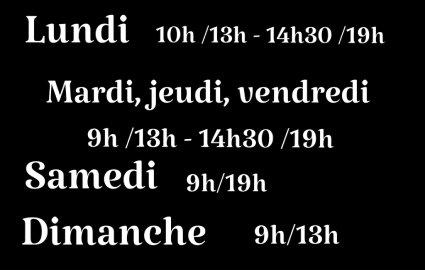 Lundi 10h /13h - 14h30 /19h
Mardi, jeudi, vendredi
9h /13h - 14h30 /19h
Samedi 9h/19h
Dimanche 9h/13h